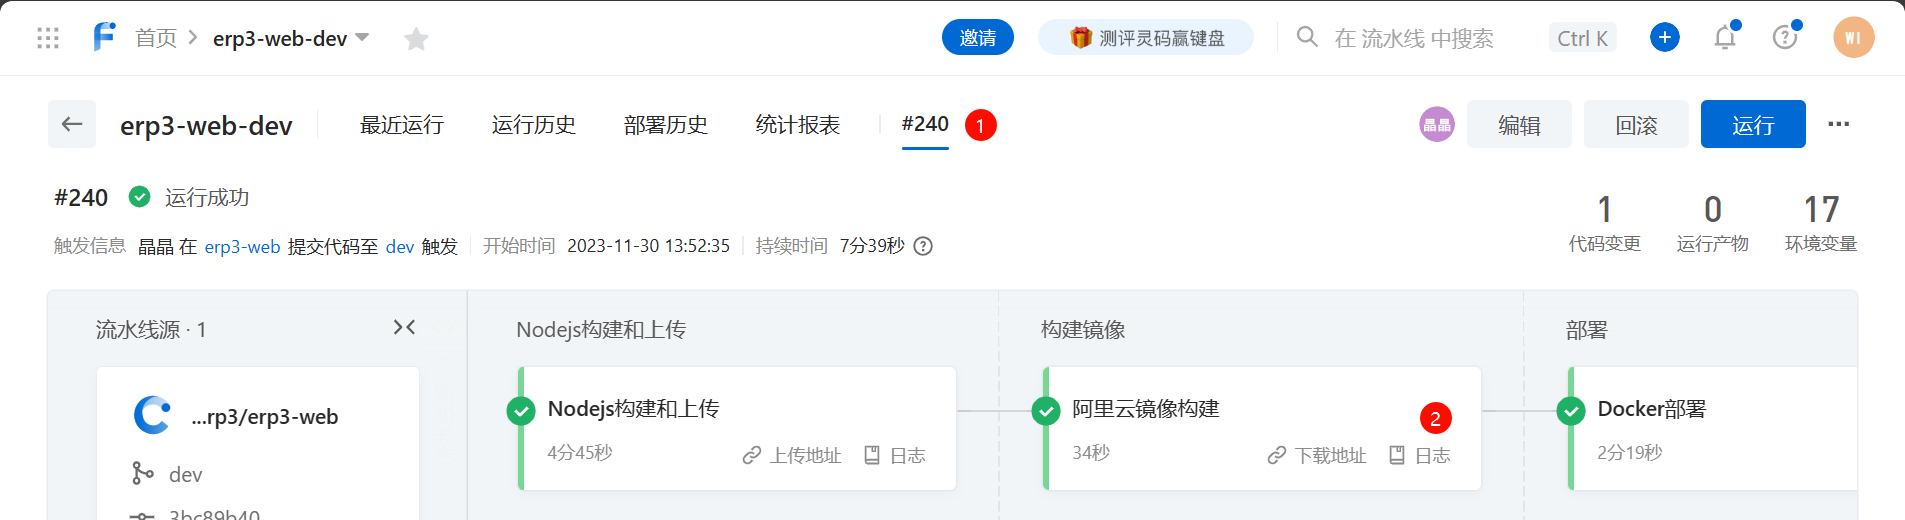 首页 erp3-web-dev 邀请 测评灵码赢键盘 在 流水线 中搜索 Ctrl K WI
erp3-web-dev 最近运行 运行历史 部署历史 统计报表 #240 1 晶晶 编辑 回滚 运行 ···
#240 运行成功
1 0 17
代码变更 运行产物 环境变量
触发信息 晶晶 在 erp3-web 提交代码至 dev 触发 开始时间 2023-11-30 13:52:35 持续时间 7分39秒
流水线源 · 1 Nodejs构建和上传 构建镜像 部署
...rp3/erp3-web
dev
3bc89b40
Nodejs构建和上传
4分45秒 上传地址 日志
阿里云镜像构建 2
34秒 下载地址 日志
Docker部署
2分19秒